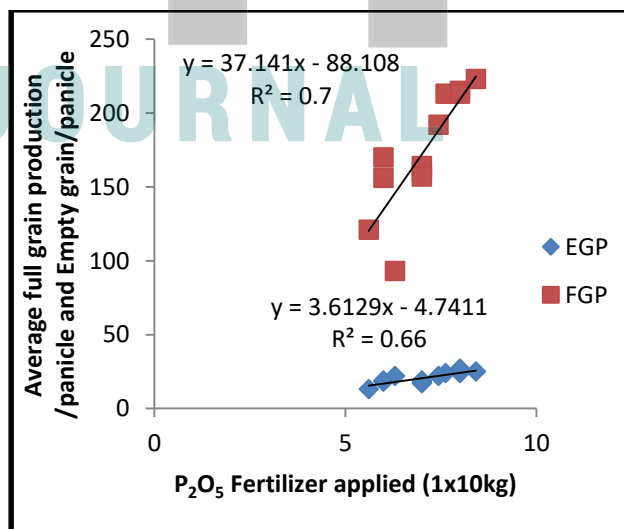 JOURNAL
250
200
150
100
50
0
y = 37.141x - 88.108
R² = 0.7
y = 3.6129x - 4.7411
R² = 0.66
EGP
FGP
0 5 10
Average full grain production
/panicle and Empty grain/panicle
P₂O₅ Fertilizer applied (1x10kg)